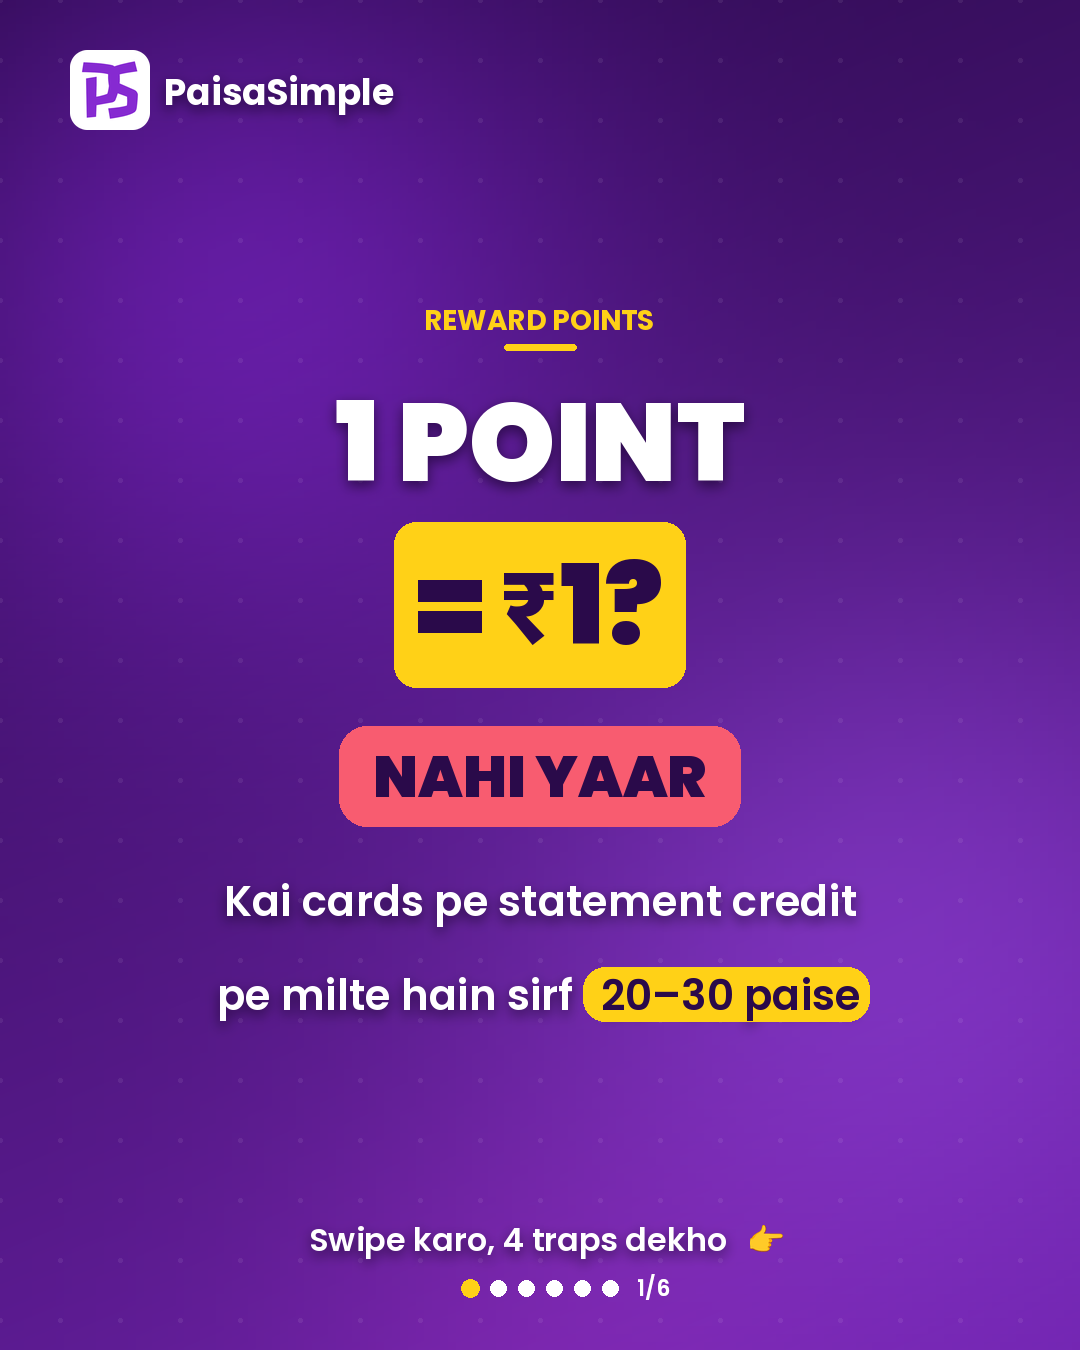 PaisaSimple
REWARD POINTS
1 POINT
= ₹1?
NAHI YAAR
Kai cards pe statement credit
pe milte hain sirf 20–30 paise
Swipe karo, 4 traps dekho 👉
1/6